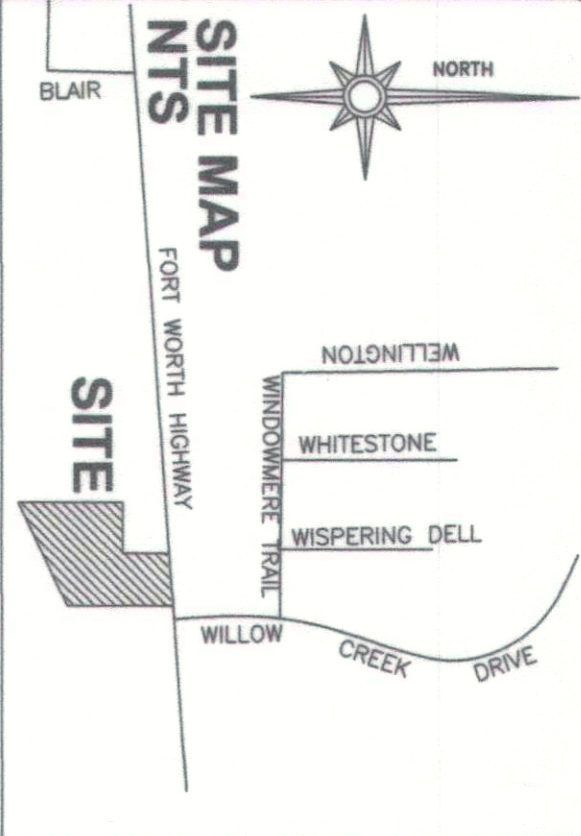 SITE MAP
NTS
NORTH
BLAIR
FORT WORTH HIGHWAY
WELLINGTON
WINDOWMERE TRAIL
WHITESTONE
WISPERING DELL
SITE
WILLOW CREEK DRIVE